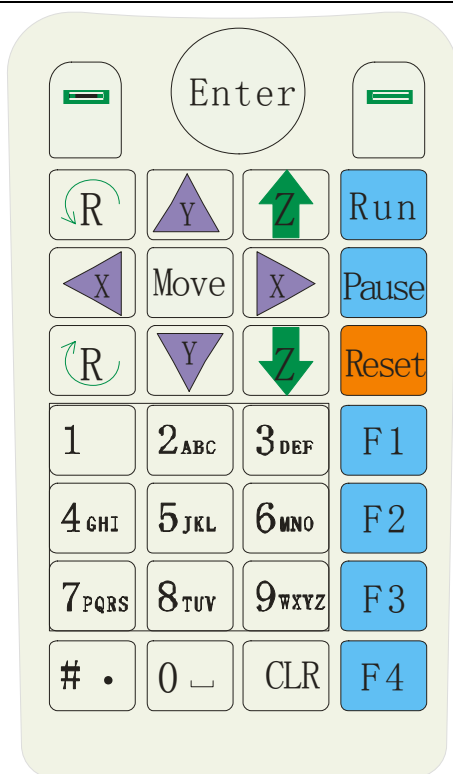 Enter
R Y Z Run
X Move X Pause
R Y Z Reset
1 2ABC 3DEF F1
4GHI 5JKL 6MNO F2
7PQRS 8TUV 9WXYZ F3
# . 0 ⎵ CLR F4